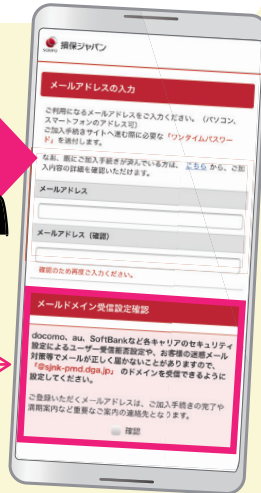 SOMPO 損保ジャパン
メールアドレスの入力
ご利用になるメールアドレスをご入力ください。（パソコン、
スマートフォンのアドレス可）
ご加入手続きサイトへ進む際に必要な「ワンタイムパスワー
ド」を送付します。
なお、既にご加入手続きが済んでいる方は、こちら から、ご加
入内容の詳細を確認いただけます。
メールアドレス
メールアドレス（確認）
確認のため再度ご入力ください。
メールドメイン受信設定確認
docomo、au、SoftBankなど各キャリアのセキュリティ
設定によるユーザー受信拒否設定や、お客様の迷惑メール
対策等でメールが正しく届かないことがありますので、
「@sjnk-pmd.dga.jp」のドメインを受信できるように
設定してください。
ご登録いただくメールアドレスは、ご加入手続きの完了や
満期案内など重要なご案内の連絡先となります。
確認